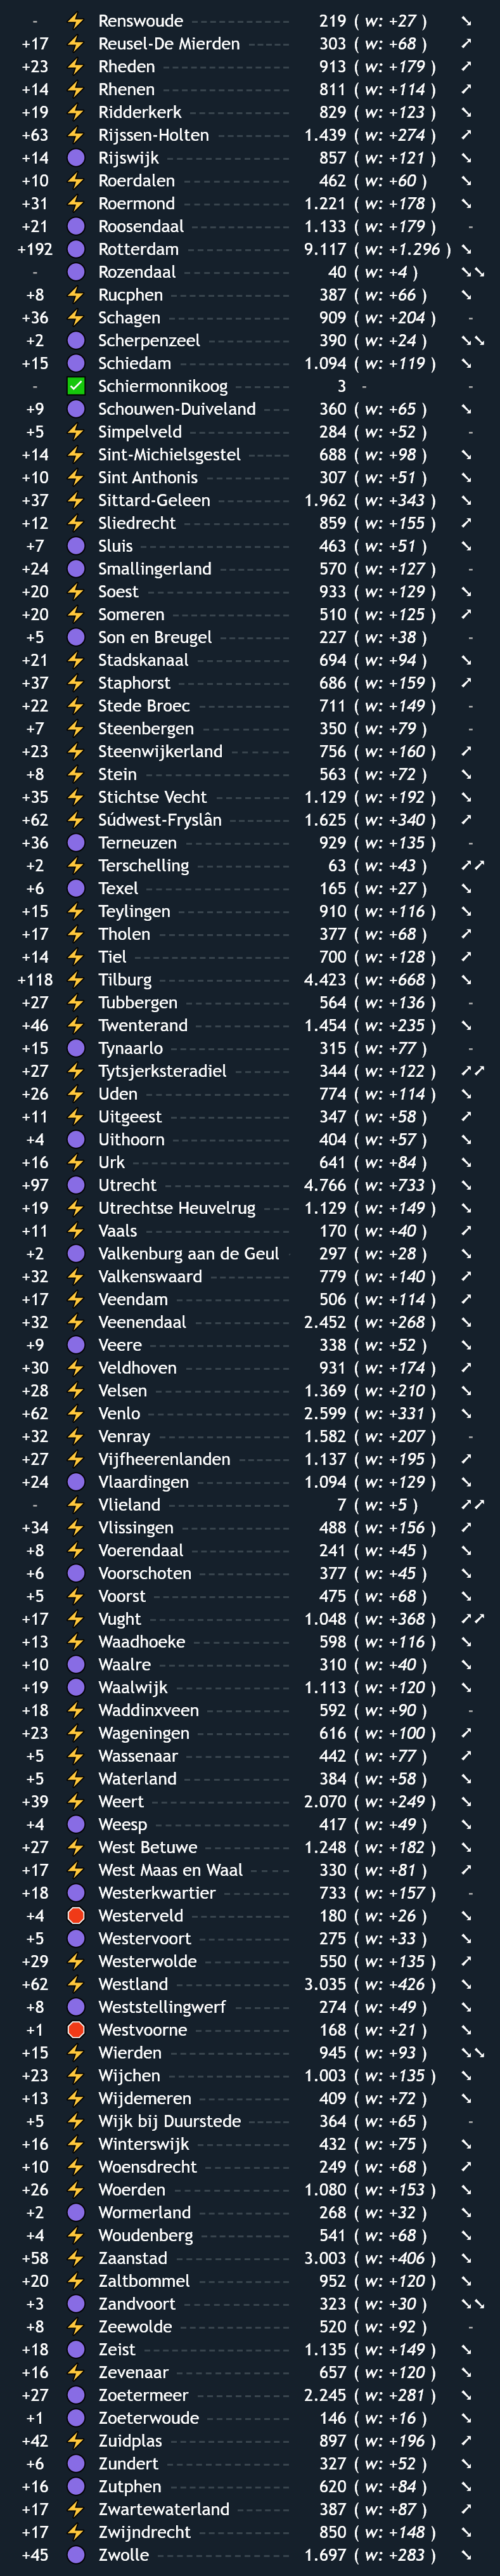 - Renswoude 219 ( w: +27 )
+17 Reusel-De Mierden 303 ( w: +68 )
+23 Rheden 913 ( w: +179 )
+14 Rhenen 811 ( w: +114 )
+19 Ridderkerk 829 ( w: +123 )
+63 Rijssen-Holten 1.439 ( w: +274 )
+14 Rijswijk 857 ( w: +121 )
+10 Roerdalen 462 ( w: +60 )
+31 Roermond 1.221 ( w: +178 )
+21 Roosendaal 1.133 ( w: +179 ) -
+192 Rotterdam 9.117 ( w: +1.296 )
- Rozendaal 40 ( w: +4 )
+8 Rucphen 387 ( w: +66 )
+36 Schagen 909 ( w: +204 ) -
+2 Scherpenzeel 390 ( w: +24 )
+15 Schiedam 1.094 ( w: +119 )
- Schiermonnikoog 3 - -
+9 Schouwen-Duiveland 360 ( w: +65 )
+5 Simpelveld 284 ( w: +52 ) -
+14 Sint-Michielsgestel 688 ( w: +98 )
+10 Sint Anthonis 307 ( w: +51 )
+37 Sittard-Geleen 1.962 ( w: +343 )
+12 Sliedrecht 859 ( w: +155 )
+7 Sluis 463 ( w: +51 )
+24 Smallingerland 570 ( w: +127 ) -
+20 Soest 933 ( w: +129 )
+20 Someren 510 ( w: +125 )
+5 Son en Breugel 227 ( w: +38 ) -
+21 Stadskanaal 694 ( w: +94 )
+37 Staphorst 686 ( w: +159 )
+22 Stede Broec 711 ( w: +149 ) -
+7 Steenbergen 350 ( w: +79 ) -
+23 Steenwijkerland 756 ( w: +160 )
+8 Stein 563 ( w: +72 )
+35 Stichtse Vecht 1.129 ( w: +192 )
+62 Súdwest-Fryslân 1.625 ( w: +340 )
+36 Terneuzen 929 ( w: +135 ) -
+2 Terschelling 63 ( w: +43 )
+6 Texel 165 ( w: +27 )
+15 Teylingen 910 ( w: +116 )
+17 Tholen 377 ( w: +68 )
+14 Tiel 700 ( w: +128 )
+118 Tilburg 4.423 ( w: +668 )
+27 Tubbergen 564 ( w: +136 ) -
+46 Twenterand 1.454 ( w: +235 )
+15 Tynaarlo 315 ( w: +77 ) -
+27 Tytsjerksteradiel 344 ( w: +122 )
+26 Uden 774 ( w: +114 )
+11 Uitgeest 347 ( w: +58 )
+4 Uithoorn 404 ( w: +57 )
+16 Urk 641 ( w: +84 )
+97 Utrecht 4.766 ( w: +733 )
+19 Utrechtse Heuvelrug 1.129 ( w: +149 )
+11 Vaals 170 ( w: +40 )
+2 Valkenburg aan de Geul 297 ( w: +28 )
+32 Valkenswaard 779 ( w: +140 )
+17 Veendam 506 ( w: +114 )
+32 Veenendaal 2.452 ( w: +268 )
+9 Veere 338 ( w: +52 )
+30 Veldhoven 931 ( w: +174 )
+28 Velsen 1.369 ( w: +210 )
+62 Venlo 2.599 ( w: +331 )
+32 Venray 1.582 ( w: +207 ) -
+27 Vijfheerenlanden 1.137 ( w: +195 )
+24 Vlaardingen 1.094 ( w: +129 )
- Vlieland 7 ( w: +5 )
+34 Vlissingen 488 ( w: +156 )
+8 Voerendaal 241 ( w: +45 )
+6 Voorschoten 377 ( w: +45 )
+5 Voorst 475 ( w: +68 )
+17 Vught 1.048 ( w: +368 )
+13 Waadhoeke 598 ( w: +116 )
+10 Waalre 310 ( w: +40 )
+19 Waalwijk 1.113 ( w: +120 )
+18 Waddinxveen 592 ( w: +90 ) -
+23 Wageningen 616 ( w: +100 )
+5 Wassenaar 442 ( w: +77 )
+5 Waterland 384 ( w: +58 )
+39 Weert 2.070 ( w: +249 )
+4 Weesp 417 ( w: +49 )
+27 West Betuwe 1.248 ( w: +182 )
+17 West Maas en Waal 330 ( w: +81 )
+18 Westerkwartier 733 ( w: +157 ) -
+4 Westerveld 180 ( w: +26 )
+5 Westervoort 275 ( w: +33 )
+29 Westerwolde 550 ( w: +135 )
+62 Westland 3.035 ( w: +426 )
+8 Weststellingwerf 274 ( w: +49 )
+1 Westvoorne 168 ( w: +21 )
+15 Wierden 945 ( w: +93 )
+23 Wijchen 1.003 ( w: +135 )
+13 Wijdemeren 409 ( w: +72 )
+5 Wijk bij Duurstede 364 ( w: +65 ) -
+16 Winterswijk 432 ( w: +75 )
+10 Woensdrecht 249 ( w: +68 )
+26 Woerden 1.080 ( w: +153 )
+2 Wormerland 268 ( w: +32 )
+4 Woudenberg 541 ( w: +68 )
+58 Zaanstad 3.003 ( w: +406 )
+20 Zaltbommel 952 ( w: +120 )
+3 Zandvoort 323 ( w: +30 )
+8 Zeewolde 520 ( w: +92 ) -
+18 Zeist 1.135 ( w: +149 )
+16 Zevenaar 657 ( w: +120 )
+27 Zoetermeer 2.245 ( w: +281 )
+1 Zoeterwoude 146 ( w: +16 )
+42 Zuidplas 897 ( w: +196 )
+6 Zundert 327 ( w: +52 )
+16 Zutphen 620 ( w: +84 )
+17 Zwartewaterland 387 ( w: +87 )
+17 Zwijndrecht 850 ( w: +148 )
+45 Zwolle 1.697 ( w: +283 )